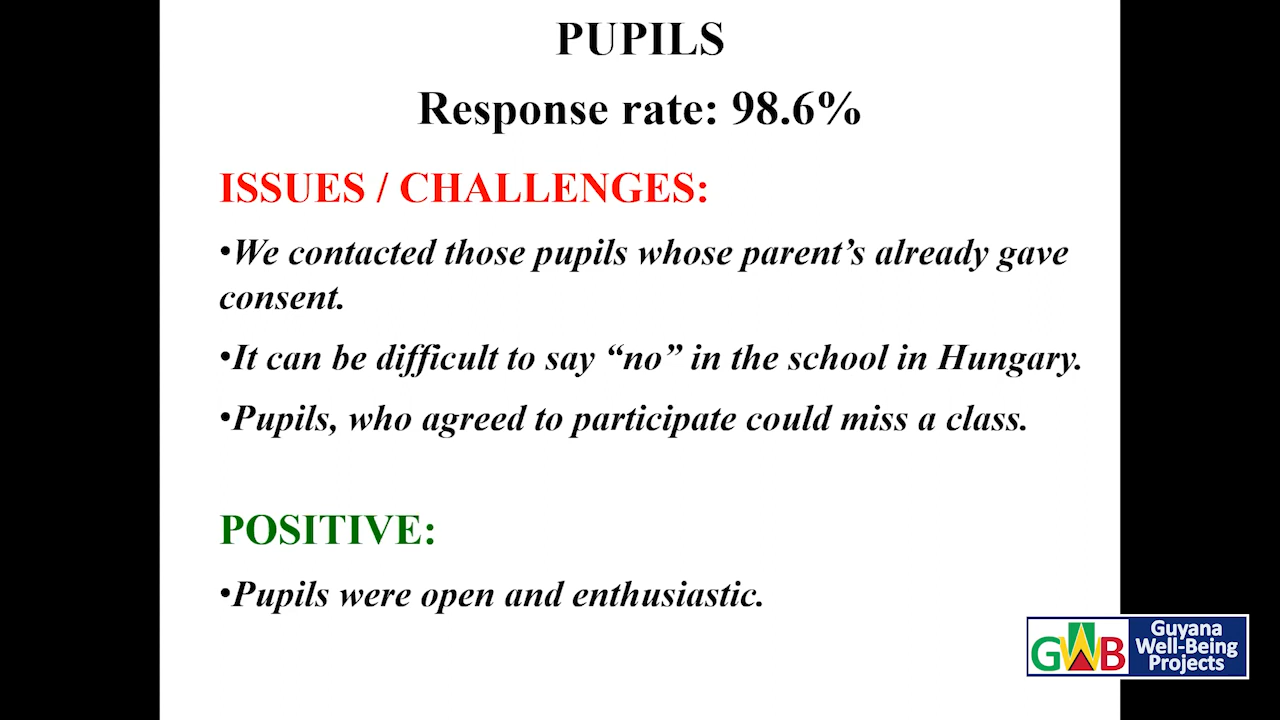 PUPILS
Response rate: 98.6%
ISSUES / CHALLENGES:
•We contacted those pupils whose parent’s already gave
consent.
•It can be difficult to say “no” in the school in Hungary.
•Pupils, who agreed to participate could miss a class.
POSITIVE:
•Pupils were open and enthusiastic.
GWB
Guyana
Well-Being
Projects